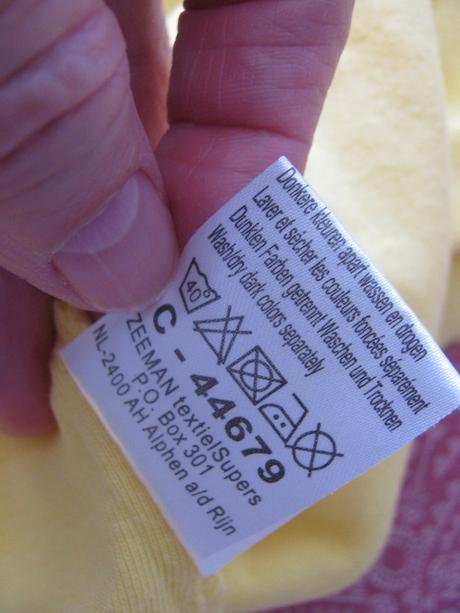 Donkere kleuren apart wassen en drogen
Laver et sécher les couleurs foncées séparément
Dunklen Farben getrennt Waschen und Trocknen
Wash/dry dark colors separately
40°
C - 44679
ZEEMAN textielSupers
P.O. Box 301
NL-2400 AH Alphen a/d Rijn